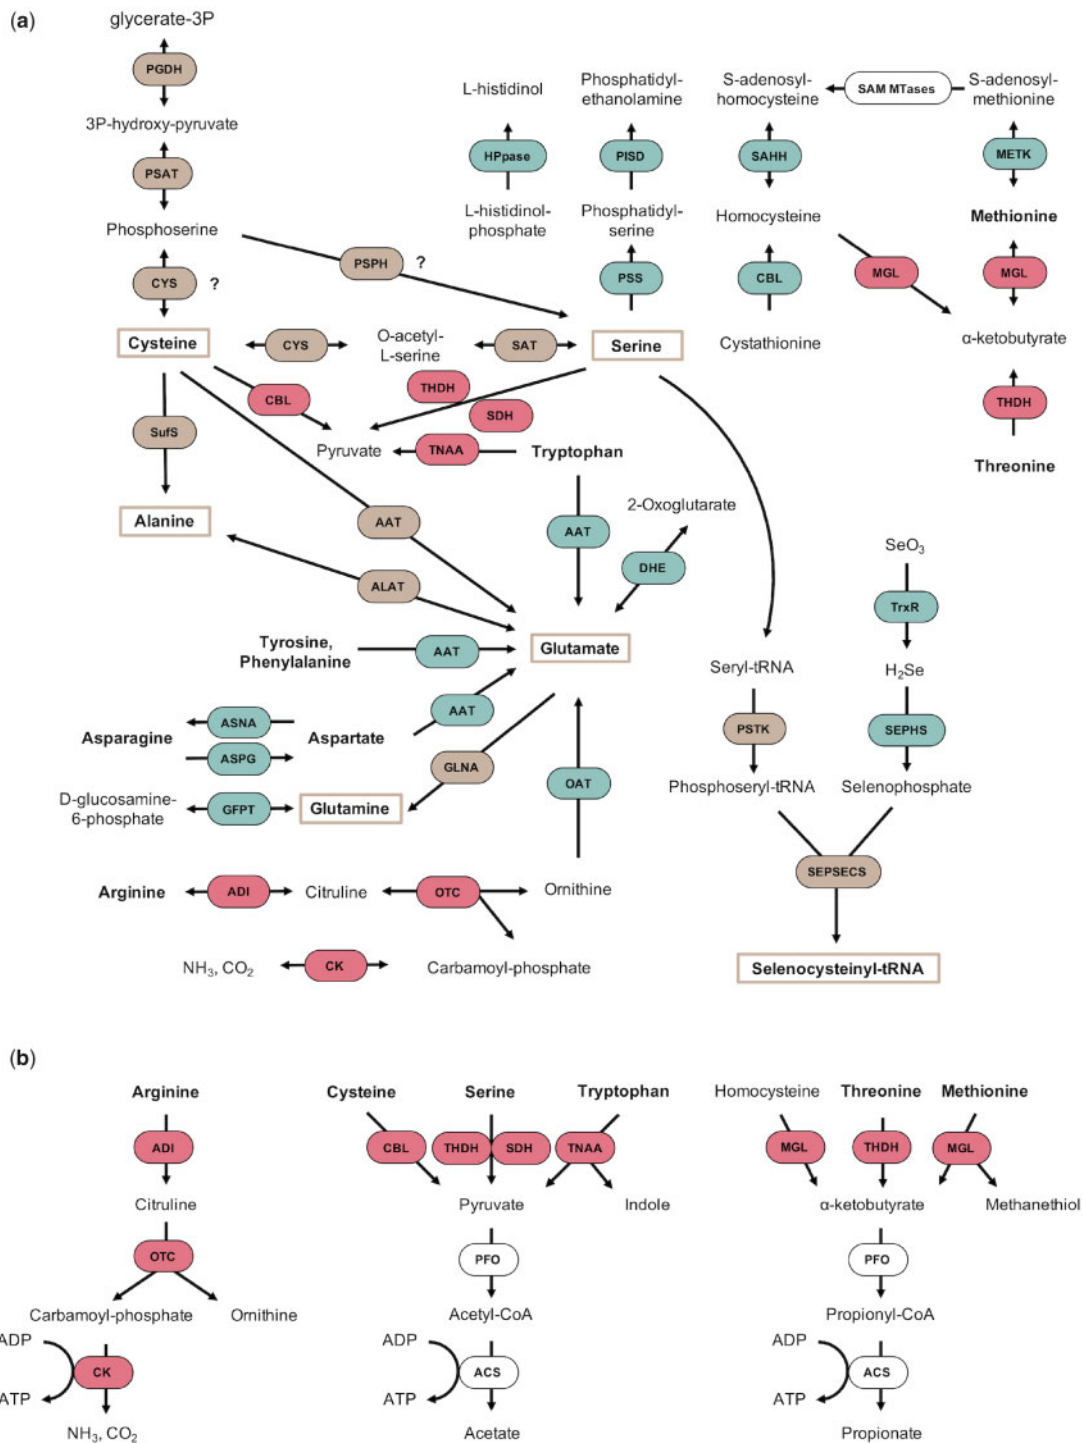 (a)
glycerate-3P
PGDH
3P-hydroxy-pyruvate
PSAT
Phosphoserine
CYS ?
PSPH ?
L-histidinol
HPpase
L-histidinol-
phosphate
Phosphatidyl-
ethanolamine
PISD
Phosphatidyl-
serine
PSS
S-adenosyl-
homocysteine
SAM MTases
S-adenosyl-
methionine
SAHH
METK
Homocysteine
Methionine
CBL
MGL
MGL
Cystathionine
α-ketobutyrate
THDH
Threonine
Cysteine
CYS
O-acetyl-
L-serine
SAT
Serine
CBL
THDH
SDH
SufS
Pyruvate
TNAA
Tryptophan
Alanine
AAT
AAT
2-Oxoglutarate
DHE
ALAT
SeO3
TrxR
Tyrosine,
Phenylalanine
AAT
Glutamate
Seryl-tRNA
H2Se
Asparagine
ASNA
ASPG
Aspartate
AAT
GLNA
PSTK
SEPHS
D-glucosamine-
6-phosphate
GFPT
Glutamine
OAT
Phosphoseryl-tRNA
Selenophosphate
Arginine
ADI
Citruline
OTC
Ornithine
SEPSECS
NH3, CO2
CK
Carbamoyl-phosphate
Selenocysteinyl-tRNA
(b)
Arginine
ADI
Citruline
OTC
Carbamoyl-phosphate
Ornithine
ADP
CK
ATP
NH3, CO2
Cysteine
Serine
Tryptophan
CBL
THDH
SDH
TNAA
Pyruvate
Indole
PFO
Acetyl-CoA
ADP
ACS
ATP
Acetate
Homocysteine
Threonine
Methionine
MGL
THDH
MGL
α-ketobutyrate
Methanethiol
PFO
Propionyl-CoA
ADP
ACS
ATP
Propionate